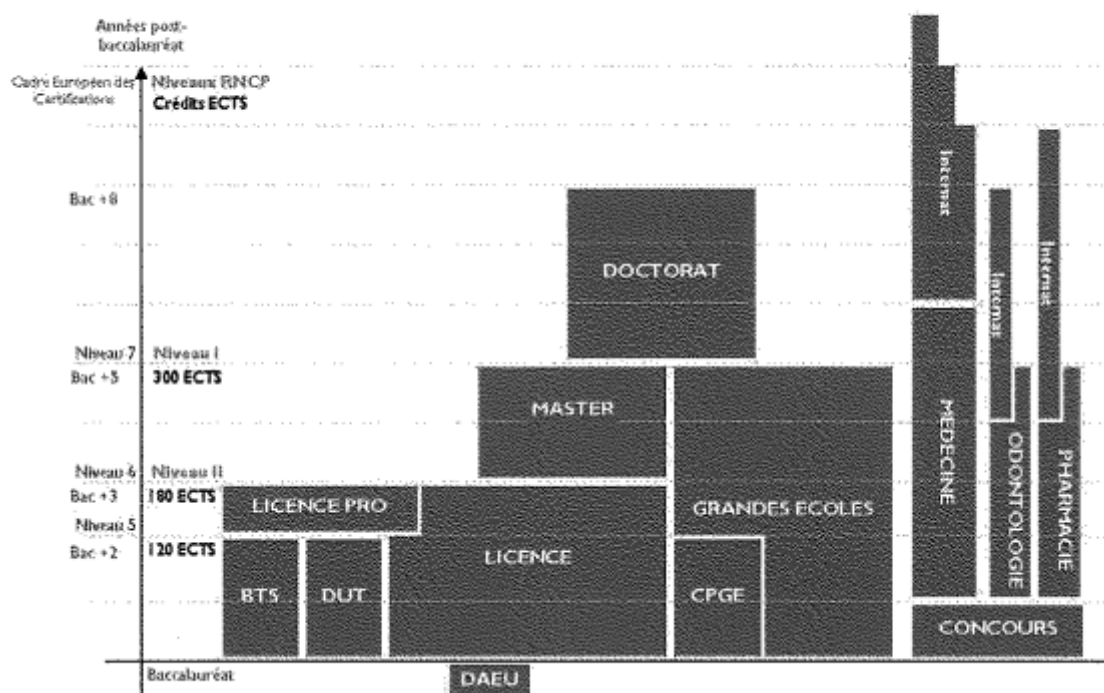 Années post-
baccalauréat
Cadre Européen des
Certifications
Niveaux RNCP
Crédits ECTS
Bac +8
DOCTORAT
Internat
Internat
Internat
Niveau 7
Niveau I
Bac +5
300 ECTS
MASTER
MEDECINE
ODONTOLOGIE
PHARMACIE
Niveau 6
Niveau II
Bac +3
180 ECTS
LICENCE PRO
GRANDES ECOLES
Niveau 5
Bac +2
120 ECTS
LICENCE
BTS
DUT
CPGE
CONCOURS
Baccalauréat
DAEU